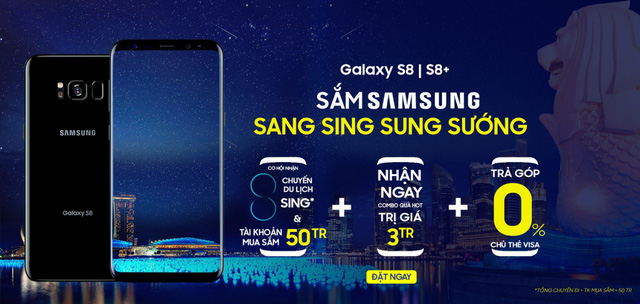 SAMSUNG
Galaxy S8
Galaxy S8 | S8+
SẮM SAMSUNG
SANG SING SUNG SƯỚNG
CƠ HỘI NHẬN
8 CHUYẾN
DU LỊCH
SING*
&
TÀI KHOẢN
MUA SẮM 50TR
+
NHẬN
NGAY
COMBO QUÀ HOT
TRỊ GIÁ
3TR
+
TRẢ GÓP
0%
CHỦ THẺ VISA
ĐẶT NGAY
*TỔNG CHUYẾN ĐI + TK MUA SẮM = 50 TR